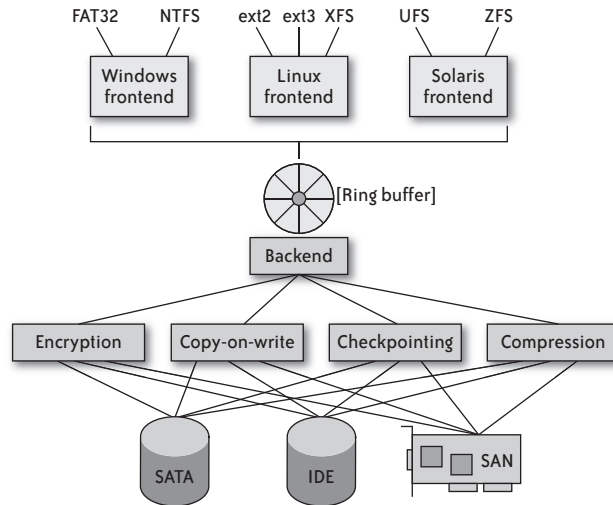 FAT32 NTFS ext2 ext3 XFS UFS ZFS
Windows frontend
Linux frontend
Solaris frontend
[Ring buffer]
Backend
Encryption Copy-on-write Checkpointing Compression
SATA IDE SAN